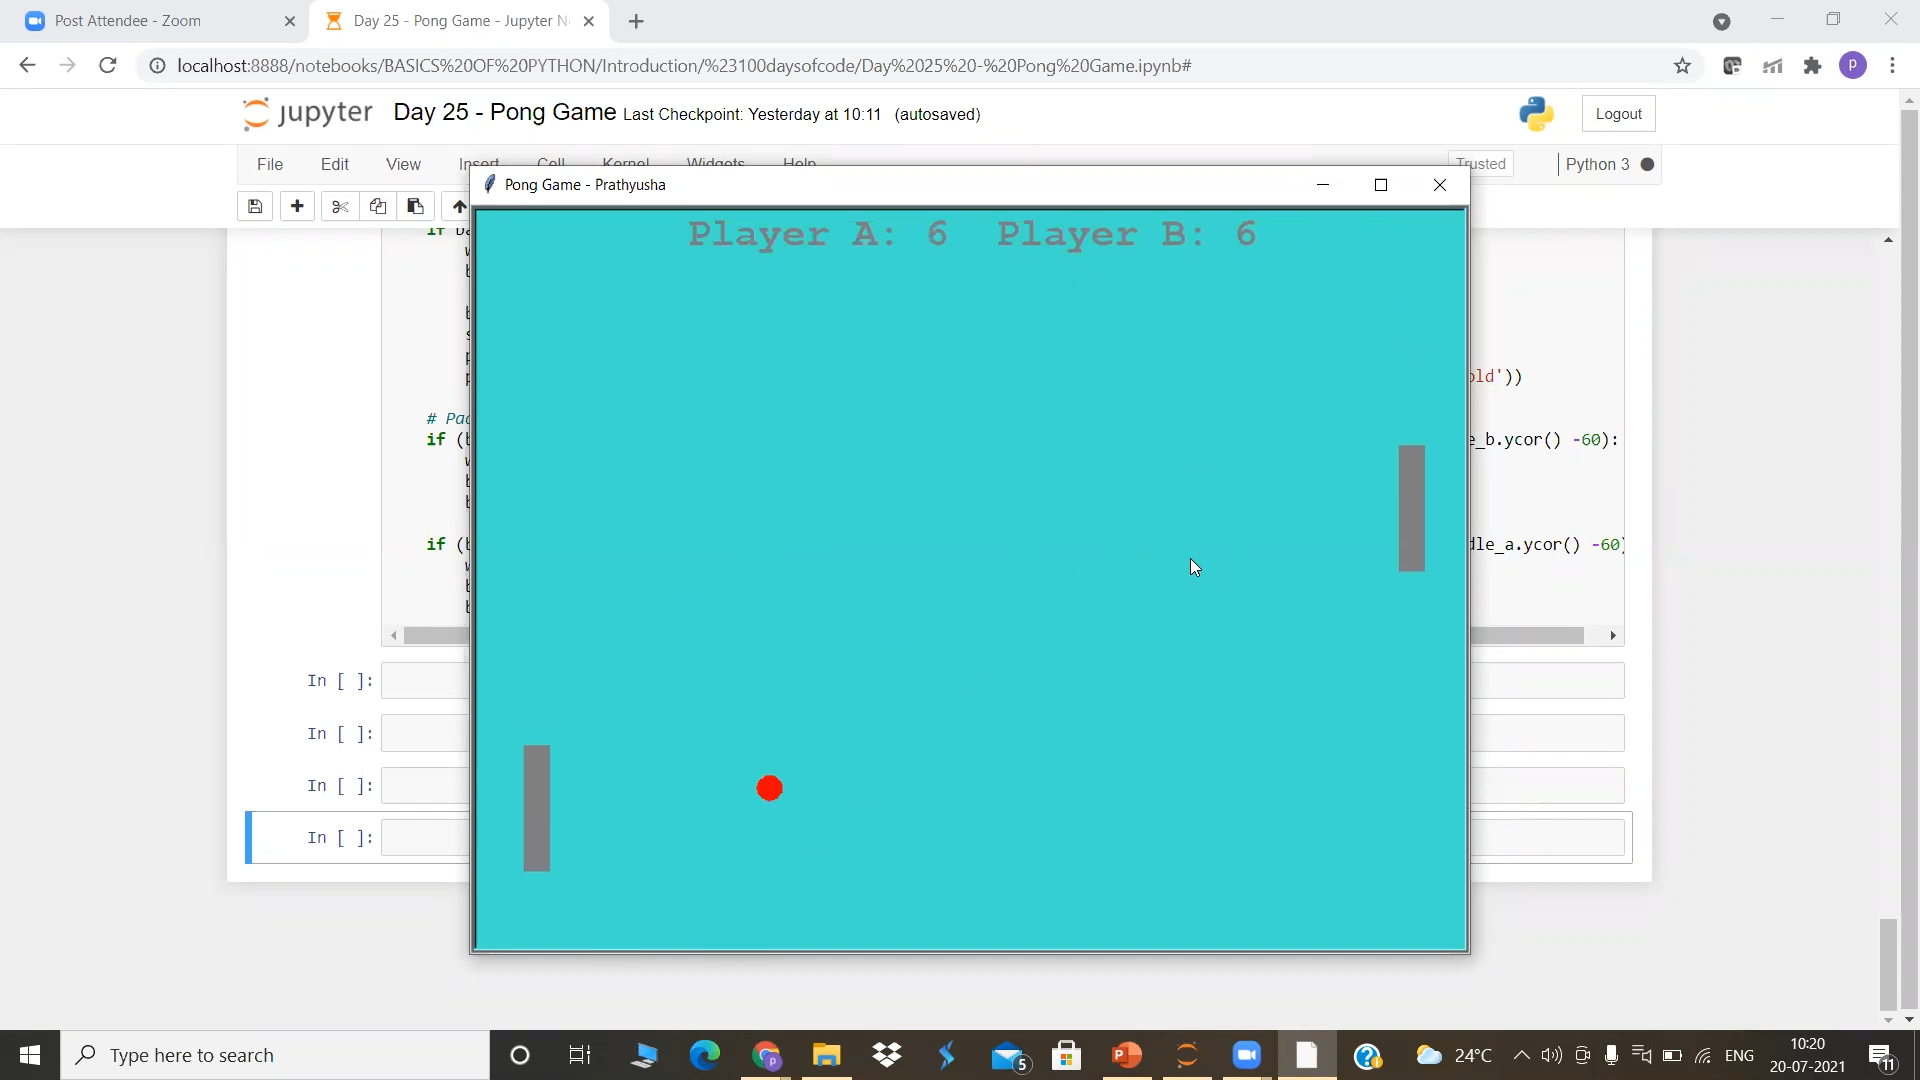 Post Attendee - Zoom
Day 25 - Pong Game - Jupyter N
localhost:8888/notebooks/BASICS%20OF%20PYTHON/Introduction/%23100daysofcode/Day%2025%20-%20Pong%20Game.ipynb#
P
jupyter Day 25 - Pong Game Last Checkpoint: Yesterday at 10:11 (autosaved)
Logout
File Edit View Insert Cell Kernel Widgets Help
Trusted Python 3
Pong Game - Prathyusha
Player A: 6 Player B: 6
if
old'))
# Pad
if (b
e_b.ycor() -60):
if (b
dle_a.ycor() -60)
In [ ]:
In [ ]:
In [ ]:
In [ ]:
Type here to search
5
24°C
ENG
10:20
20-07-2021
11